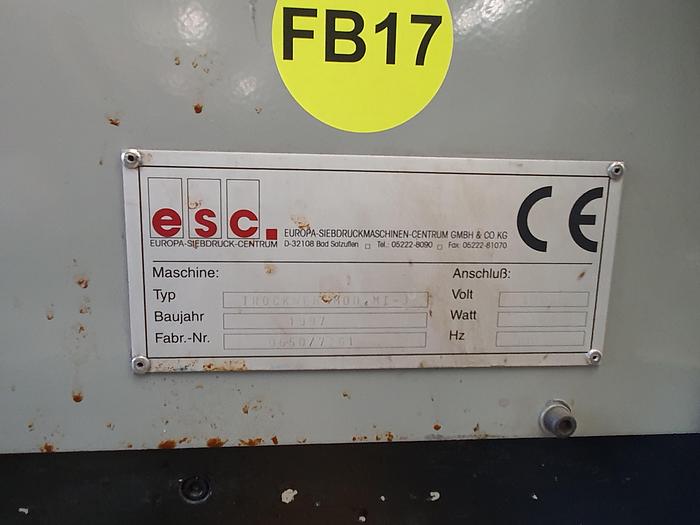 FB17
esc.
EUROPA-SIEBDRUCK-CENTRUM
EUROPA-SIEBDRUCKMASCHINEN-CENTRUM GMBH & CO KG
D-32108 Bad Salzuflen □ Tel.: 05222-8090 □ Fax: 05222-81070
CE
Maschine: Anschluß:
Typ Volt
Baujahr 1997 Watt
Fabr.-Nr. Hz